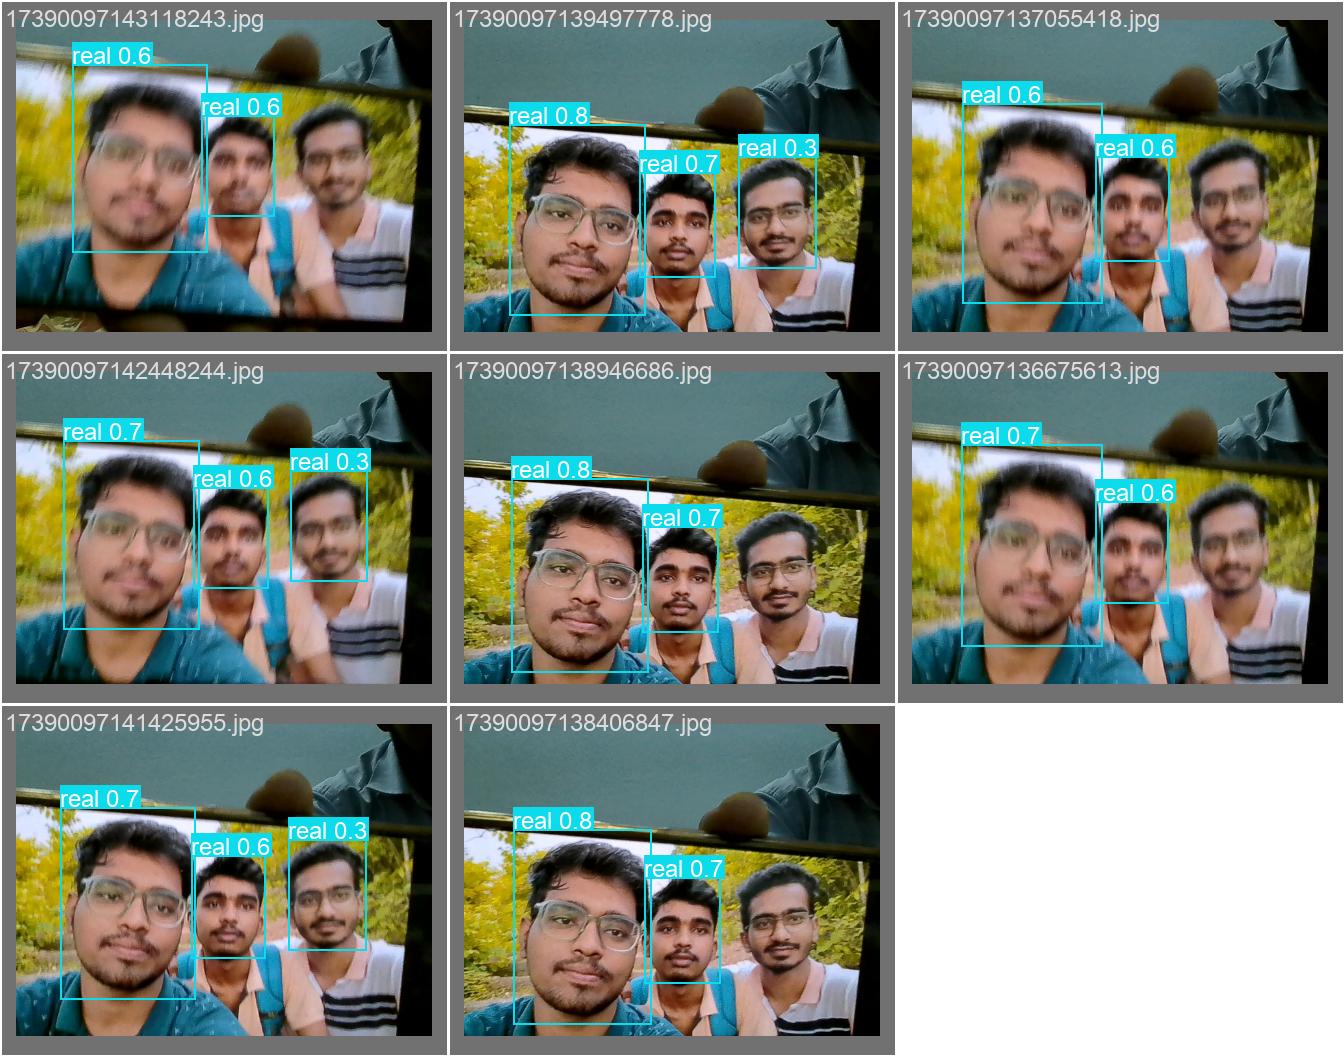 17390097143118243.jpg
real 0.6
real 0.6
17390097139497778.jpg
real 0.8
real 0.7
real 0.3
17390097137055418.jpg
real 0.6
real 0.6
17390097142448244.jpg
real 0.7
real 0.6
real 0.3
17390097138946686.jpg
real 0.8
real 0.7
17390097136675613.jpg
real 0.7
real 0.6
17390097141425955.jpg
real 0.7
real 0.6
real 0.3
17390097138406847.jpg
real 0.8
real 0.7